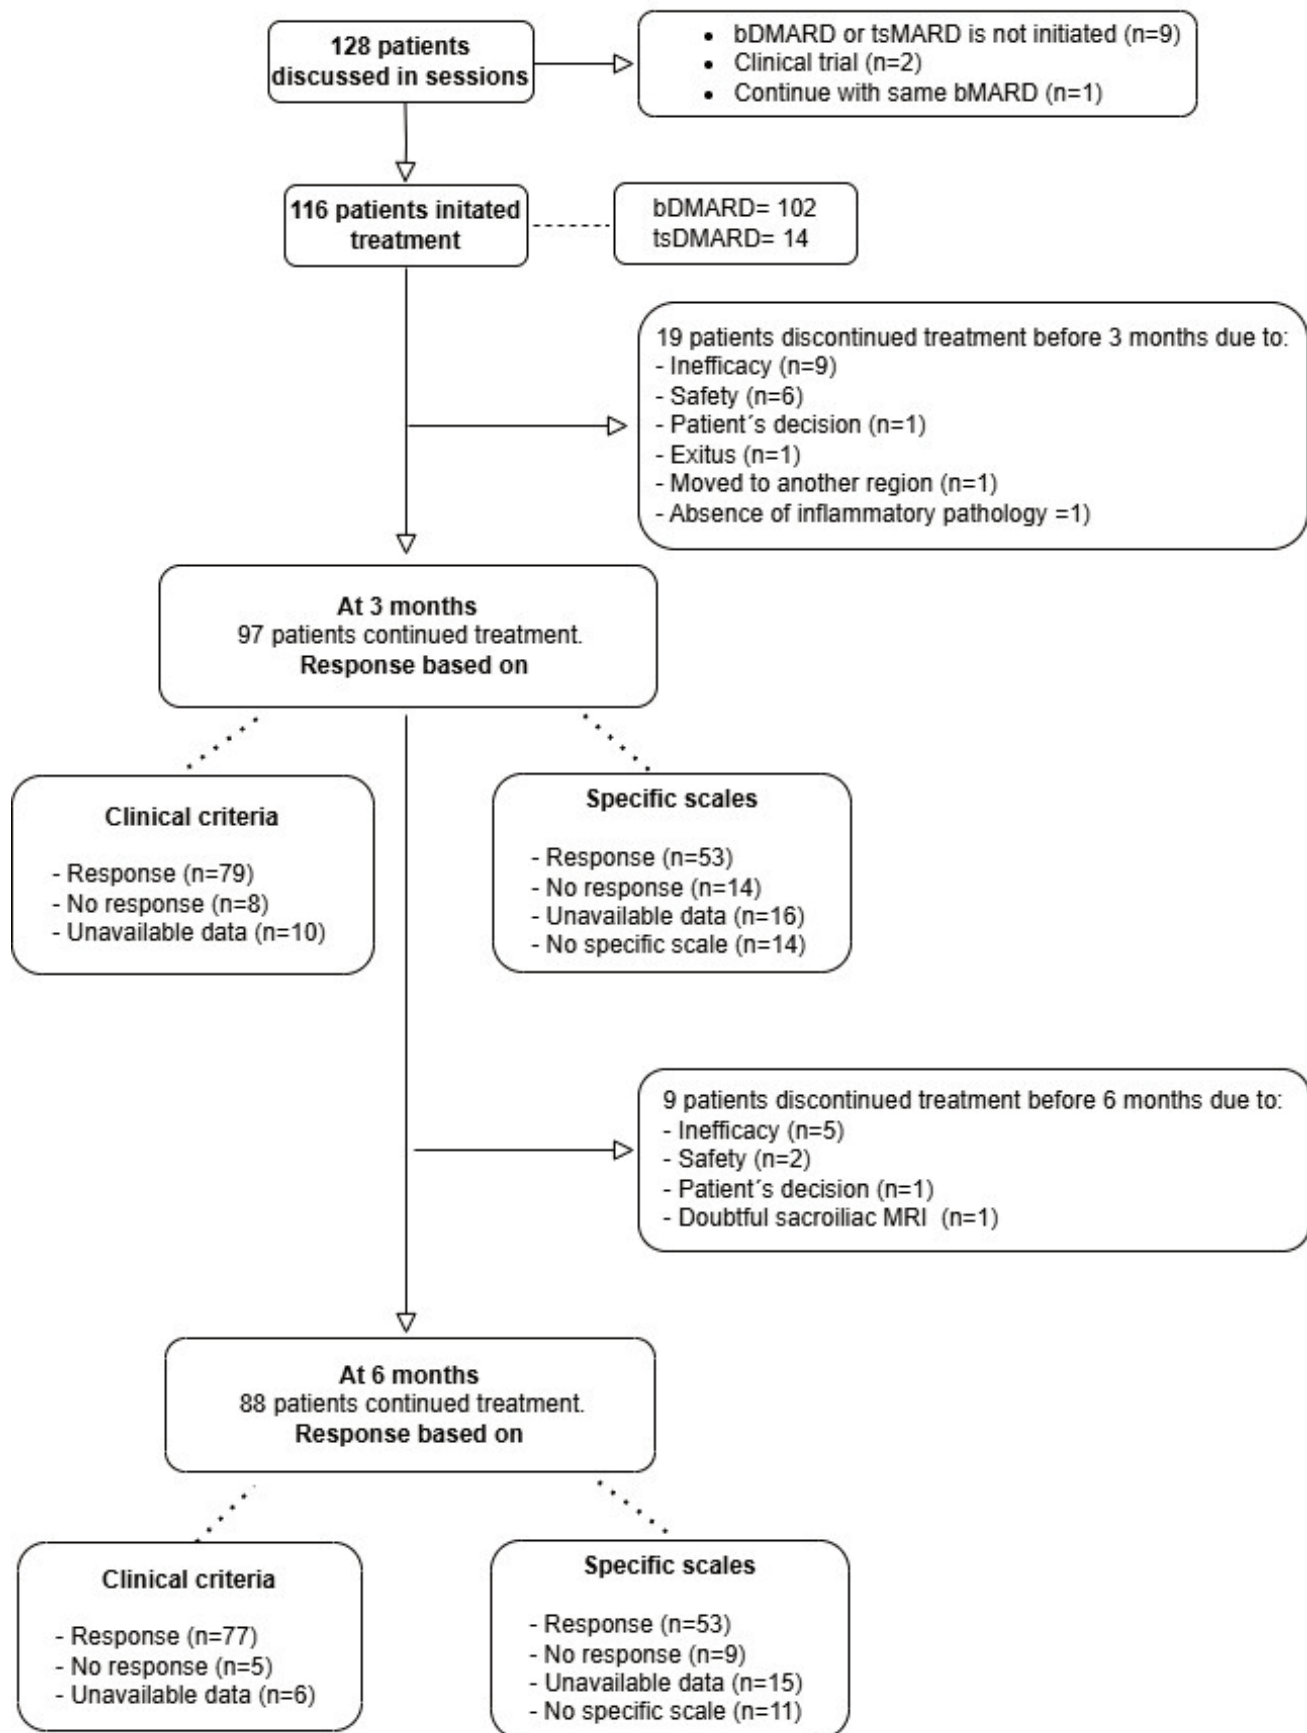 128 patients
discussed in sessions
• bDMARD or tsMARD is not initiated (n=9)
• Clinical trial (n=2)
• Continue with same bMARD (n=1)
116 patients initated
treatment
bDMARD= 102
tsDMARD= 14
19 patients discontinued treatment before 3 months due to:
- Inefficacy (n=9)
- Safety (n=6)
- Patient´s decision (n=1)
- Exitus (n=1)
- Moved to another region (n=1)
- Absence of inflammatory pathology =1)
At 3 months
97 patients continued treatment.
Response based on
Clinical criteria
- Response (n=79)
- No response (n=8)
- Unavailable data (n=10)
Specific scales
- Response (n=53)
- No response (n=14)
- Unavailable data (n=16)
- No specific scale (n=14)
9 patients discontinued treatment before 6 months due to:
- Inefficacy (n=5)
- Safety (n=2)
- Patient´s decision (n=1)
- Doubtful sacroiliac MRI  (n=1)
At 6 months
88 patients continued treatment.
Response based on
Clinical criteria
- Response (n=77)
- No response (n=5)
- Unavailable data (n=6)
Specific scales
- Response (n=53)
- No response (n=9)
- Unavailable data (n=15)
- No specific scale (n=11)